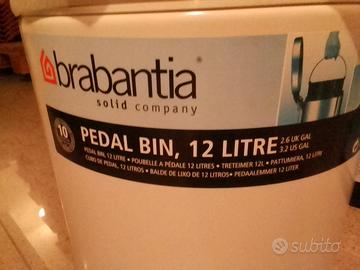 brabantia
solid company
10
PEDAL BIN, 12 LITRE 2.6 UK GAL
3.2 US GAL
PEDAL BIN, 12 LITRE • POUBELLE A PÉDALE 12 LITRES • TRETEIMER 12L • PATTUMIERA, 12 LITRI
CUBO DE PEDAL, 12 LITROS • BALDE DE LIXO DE 12 LITROS • PEDAALEMMER 12 LITER
subito